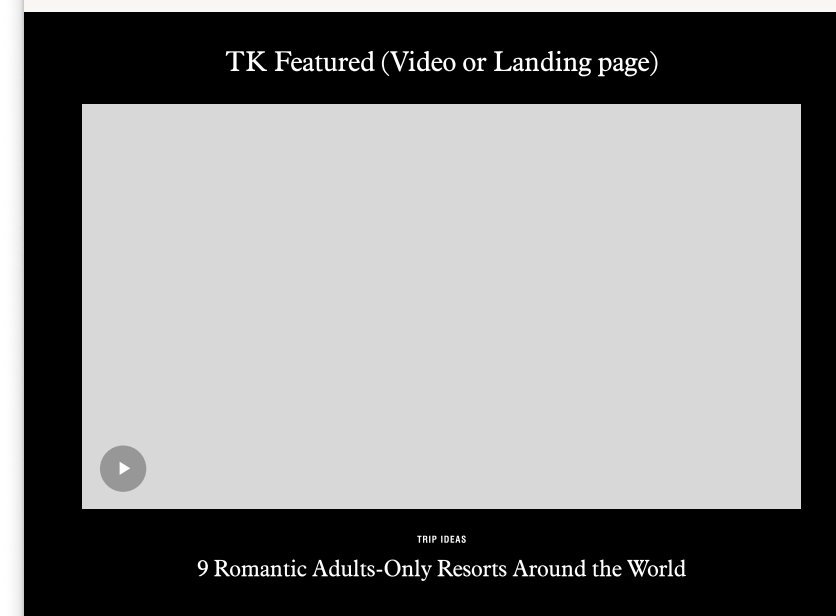 TK Featured (Video or Landing page)
TRIP IDEAS
9 Romantic Adults-Only Resorts Around the World